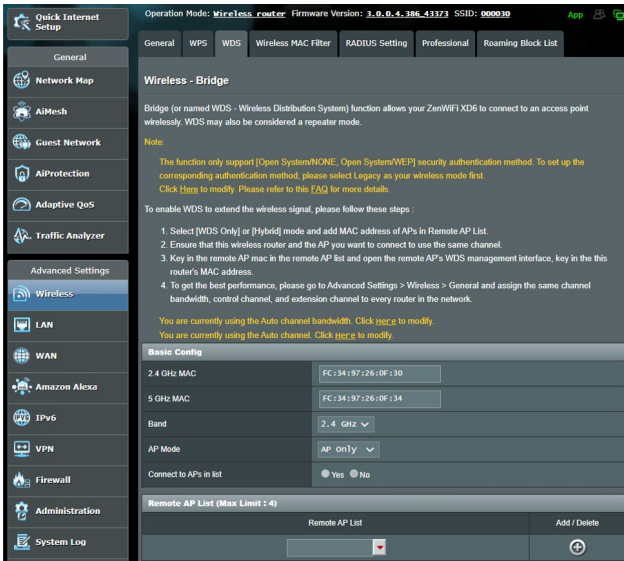 Quick Internet
Setup
Operation Mode: Wireless router Firmware Version: 3.0.0.4.386_43373 SSID: 000030
App
General
WPS
WDS
Wireless MAC Filter
RADIUS Setting
Professional
Roaming Block List
General
Network Map
AiMesh
Guest Network
AiProtection
Adaptive QoS
Traffic Analyzer
Advanced Settings
Wireless
LAN
WAN
Amazon Alexa
IPv6
VPN
Firewall
Administration
System Log
Wireless - Bridge
Bridge (or named WDS - Wireless Distribution System) function allows your ZenWiFi XD6 to connect to an access point
wirelessly. WDS may also be considered a repeater mode.
Note:
The function only support [Open System/NONE, Open System/WEP] security authentication method. To set up the
corresponding authentication method, please select Legacy as your wireless mode first.
Click Here to modify. Please refer to this FAQ for more details.
To enable WDS to extend the wireless signal, please follow these steps :
1. Select [WDS Only] or [Hybrid] mode and add MAC address of APs in Remote AP List.
2. Ensure that this wireless router and the AP you want to connect to use the same channel.
3. Key in the remote AP mac in the remote AP list and open the remote AP's WDS management interface, key in the this
router's MAC address.
4. To get the best performance, please go to Advanced Settings > Wireless > General and assign the same channel
bandwidth, control channel, and extension channel to every router in the network.
You are currently using the Auto channel bandwidth. Click Here to modify.
You are currently using the Auto channel. Click Here to modify.
Basic Config
2.4 GHz MAC FC:34:97:26:0F:30
5 GHz MAC FC:34:97:26:0F:34
Band 2.4 GHz
AP Mode AP Only
Connect to APs in list Yes No
Remote AP List (Max Limit : 4)
Remote AP List Add / Delete